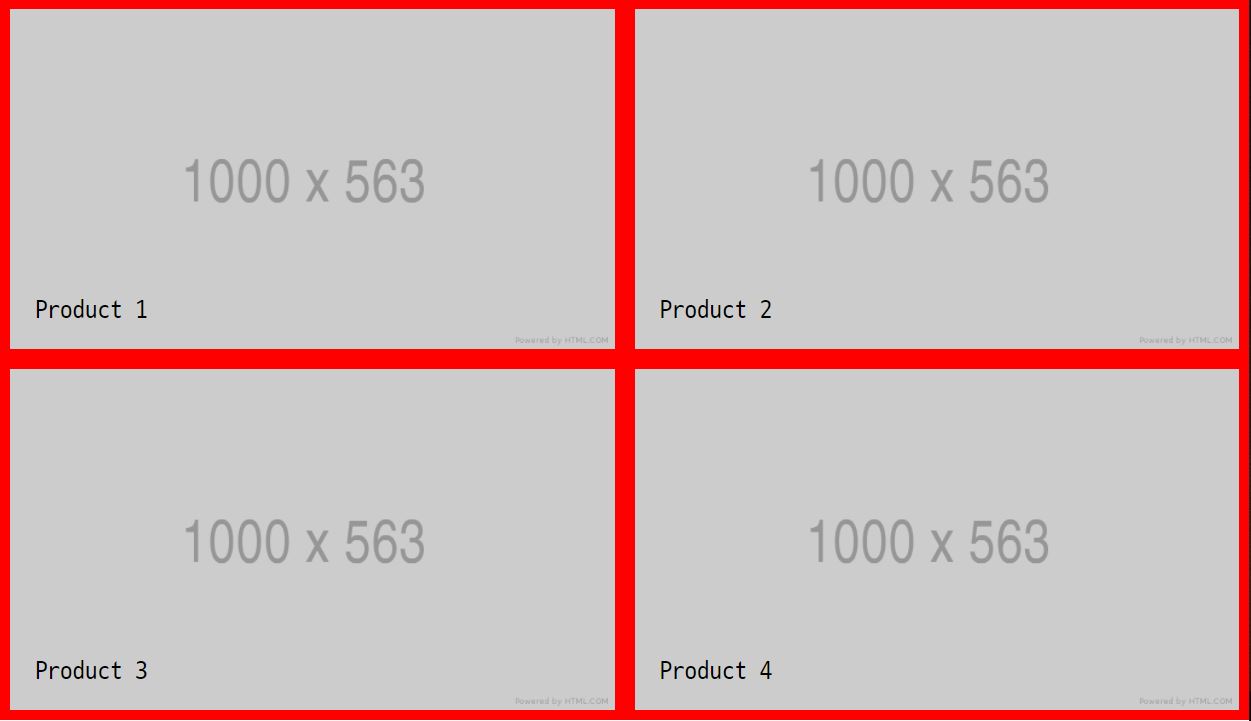 1000 x 563
Product 1
Powered by HTML.COM
1000 x 563
Product 2
Powered by HTML.COM
1000 x 563
Product 3
Powered by HTML.COM
1000 x 563
Product 4
Powered by HTML.COM